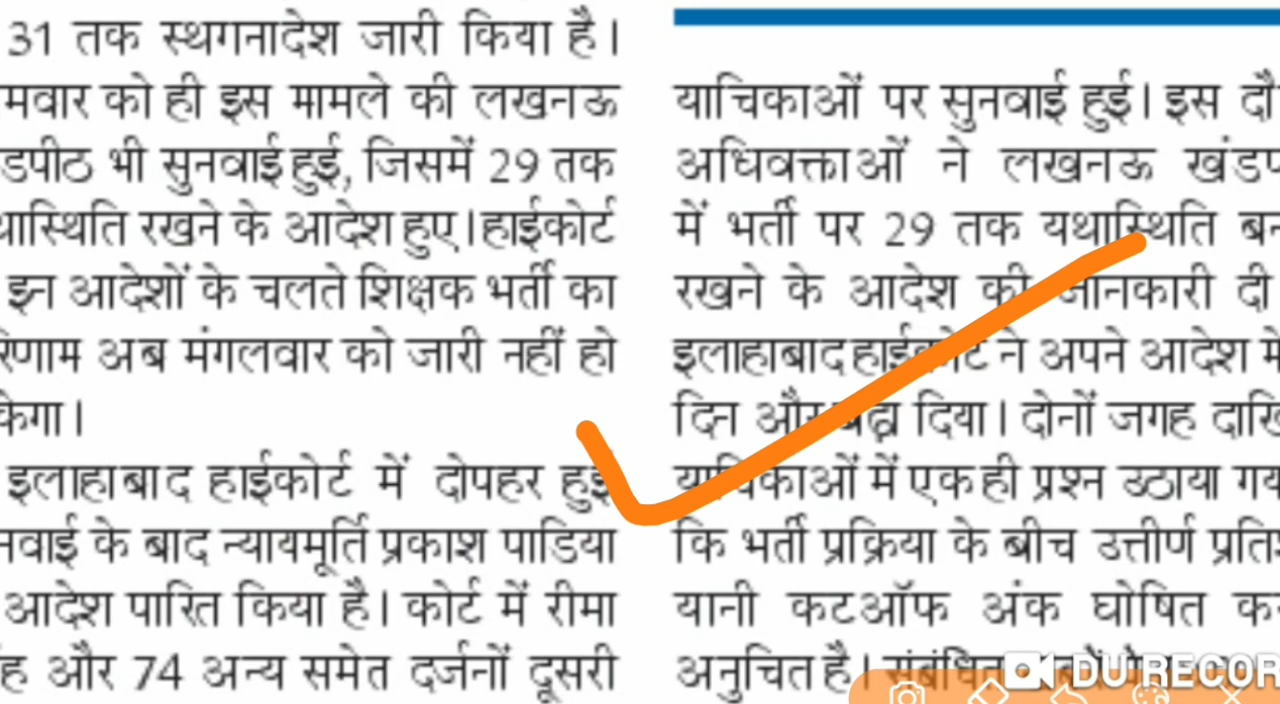 31 तक स्थगनादेश जारी किया है।
मवार को ही इस मामले की लखनऊ
डपीठ भी सुनवाई हुई, जिसमें 29 तक
थास्थिति रखने के आदेश हुए। हाईकोर्ट
इन आदेशों के चलते शिक्षक भर्ती का
रिणाम अब मंगलवार को जारी नहीं हो
केगा।
इलाहाबाद हाईकोर्ट में दोपहर हुई
नवाई के बाद न्यायमूर्ति प्रकाश पाडिया
आदेश पारित किया है। कोर्ट में रीमा
ह और 74 अन्य समेत दर्जनों दूसरी
याचिकाओं पर सुनवाई हुई। इस दौ
अधिवक्ताओं ने लखनऊ खंडप
में भर्ती पर 29 तक यथास्थिति बन
रखने के आदेश की जानकारी दी
इलाहाबाद हाईकोर्ट ने अपने आदेश में
दिन और बढ़ा दिया। दोनों जगह दाखि
याचिकाओं में एक ही प्रश्न उठाया गय
कि भर्ती प्रक्रिया के बीच उत्तीर्ण प्रतिश
यानी कटऑफ अंक घोषित कर
अनुचित है। संबंधित
DU RECOR